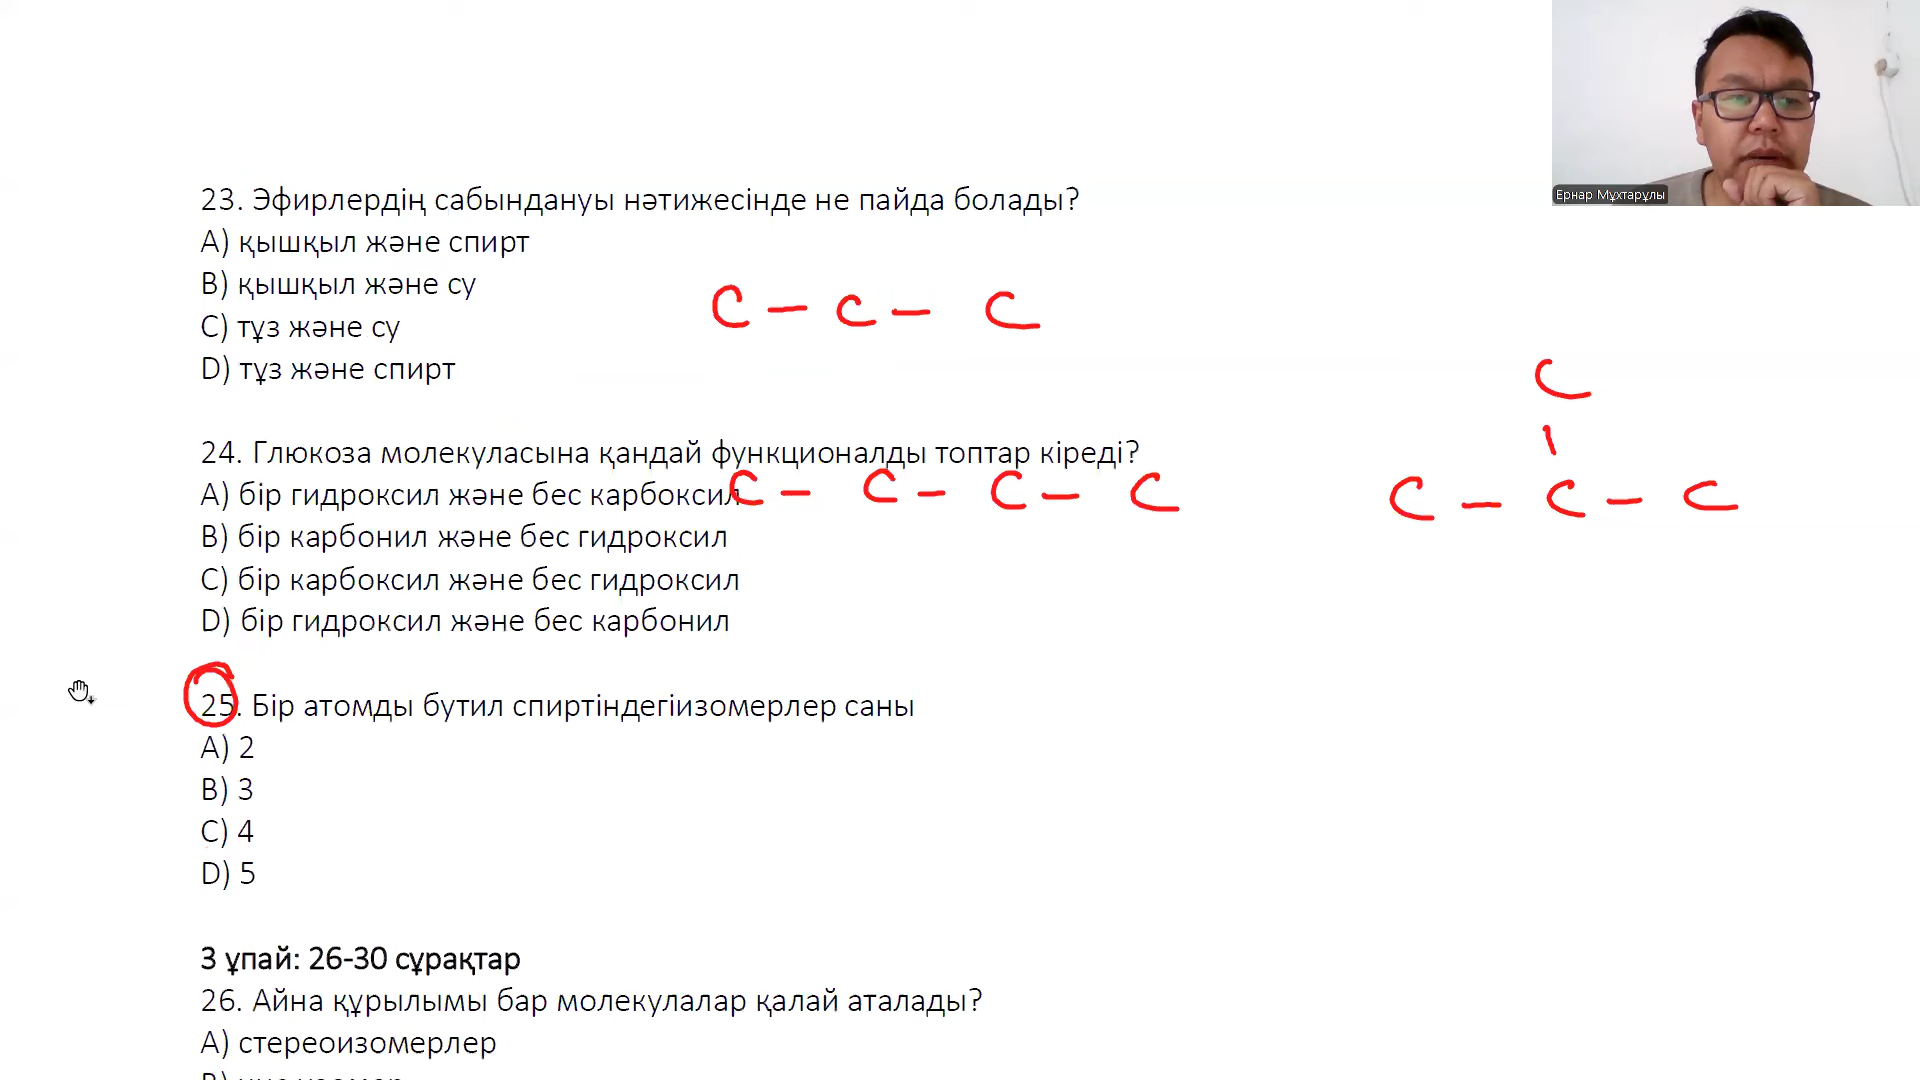 Ернар Мұхтарұлы
23. Эфирлердің сабындануы нәтижесінде не пайда болады?
A) қышқыл және спирт
B) қышқыл және су
C) тұз және су
D) тұз және спирт
C – C – C
24. Глюкоза молекуласына қандай функционалды топтар кіреді?
A) бір гидроксил және бес карбоксил
B) бір карбонил және бес гидроксил
C) бір карбоксил және бес гидроксил
D) бір гидроксил және бес карбонил
C – C – C – C
C
C – C – C
25. Бір атомды бутил спиртіндегіизомерлер саны
A) 2
B) 3
C) 4
D) 5
3 ұпай: 26-30 сұрақтар
26. Айна құрылымы бар молекулалар қалай аталады?
A) стереоизомерлер